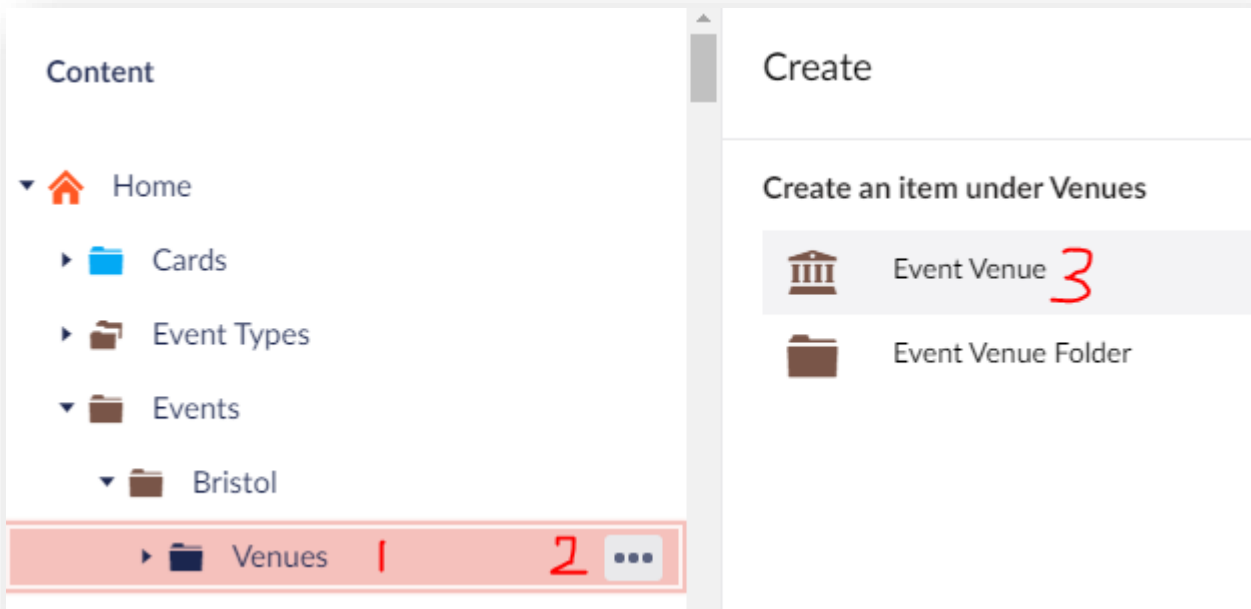 Content
Home
Cards
Event Types
Events
Bristol
Venues 1 2
Create
Create an item under Venues
Event Venue 3
Event Venue Folder